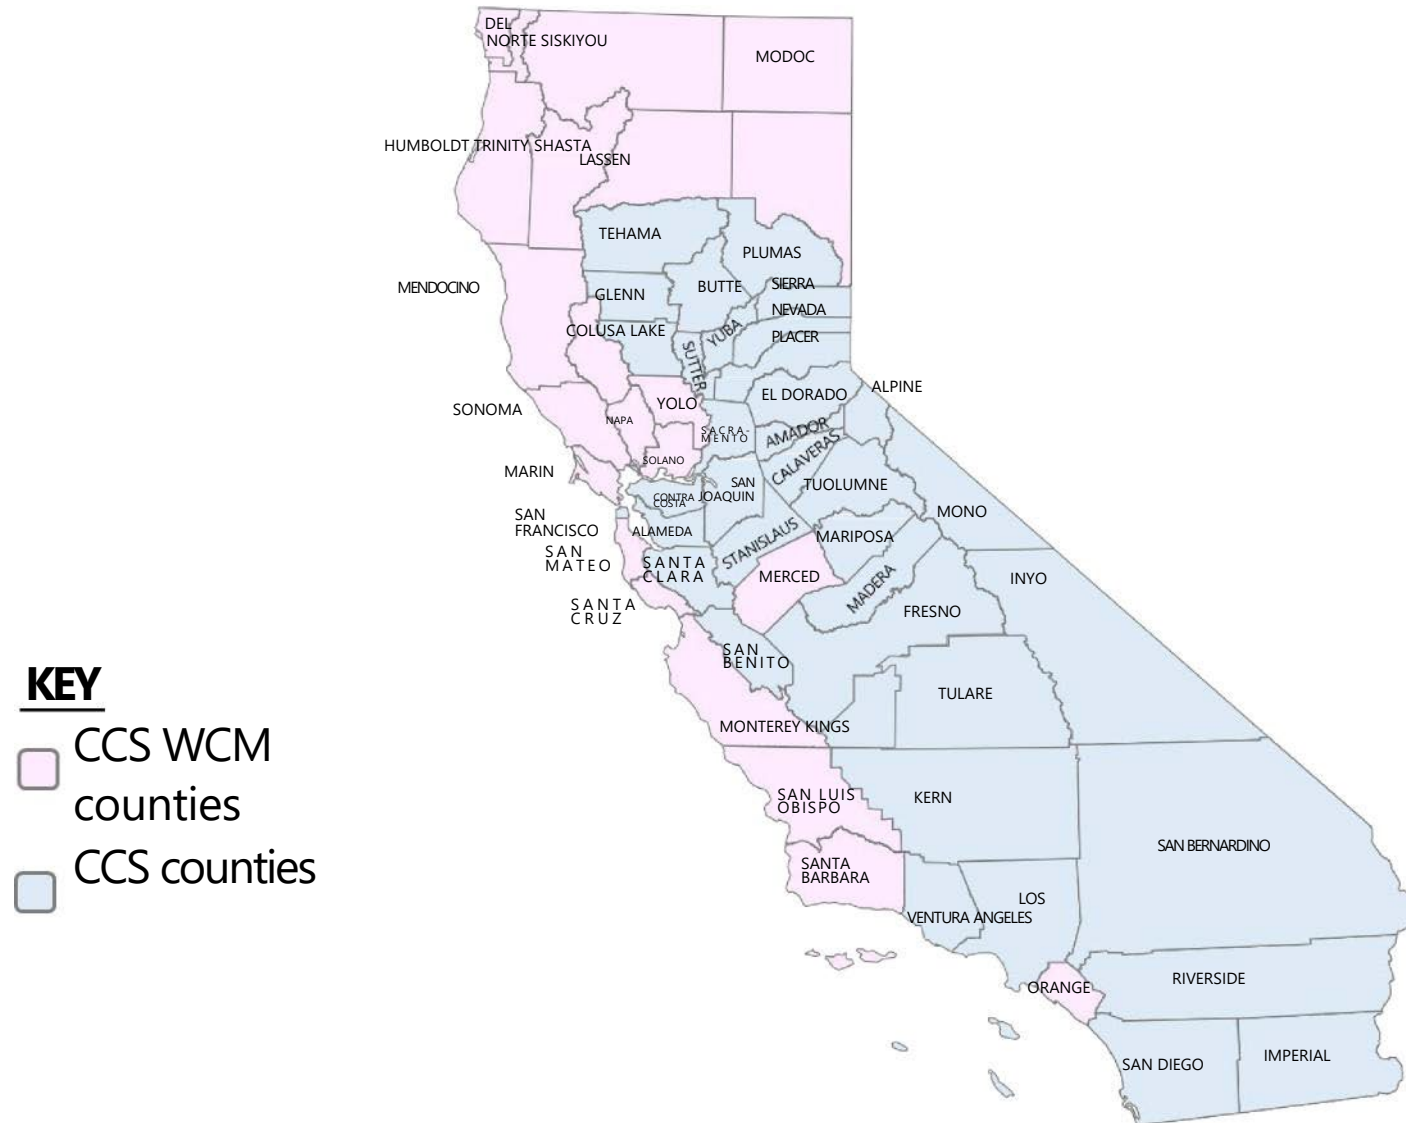 DEL
NORTE SISKIYOU
MODOC
HUMBOLDT TRINITY SHASTA
LASSEN
TEHAMA
PLUMAS
MENDOCINO
GLENN
BUTTE
SIERRA
NEVADA
COLUSA LAKE
YUBA
PLACER
SUTTER
EL DORADO
ALPINE
SONOMA
NAPA
YOLO
SACRA-
MENTO
AMADOR
CALAVERAS
MARIN
SOLANO
SAN
JOAQUIN
CONTRA
COSTA
TUOLUMNE
MONO
SAN
FRANCISCO
ALAMEDA
STANISLAUS
MARIPOSA
SAN
MATEO
SANTA
CLARA
MERCED
MADERA
INYO
SANTA
CRUZ
FRESNO
SAN
BENITO
TULARE
MONTEREY KINGS
KEY
CCS WCM
counties
CCS counties
SAN LUIS
OBISPO
KERN
SAN BERNARDINO
SANTA
BARBARA
LOS
VENTURA ANGELES
ORANGE
RIVERSIDE
SAN DIEGO
IMPERIAL